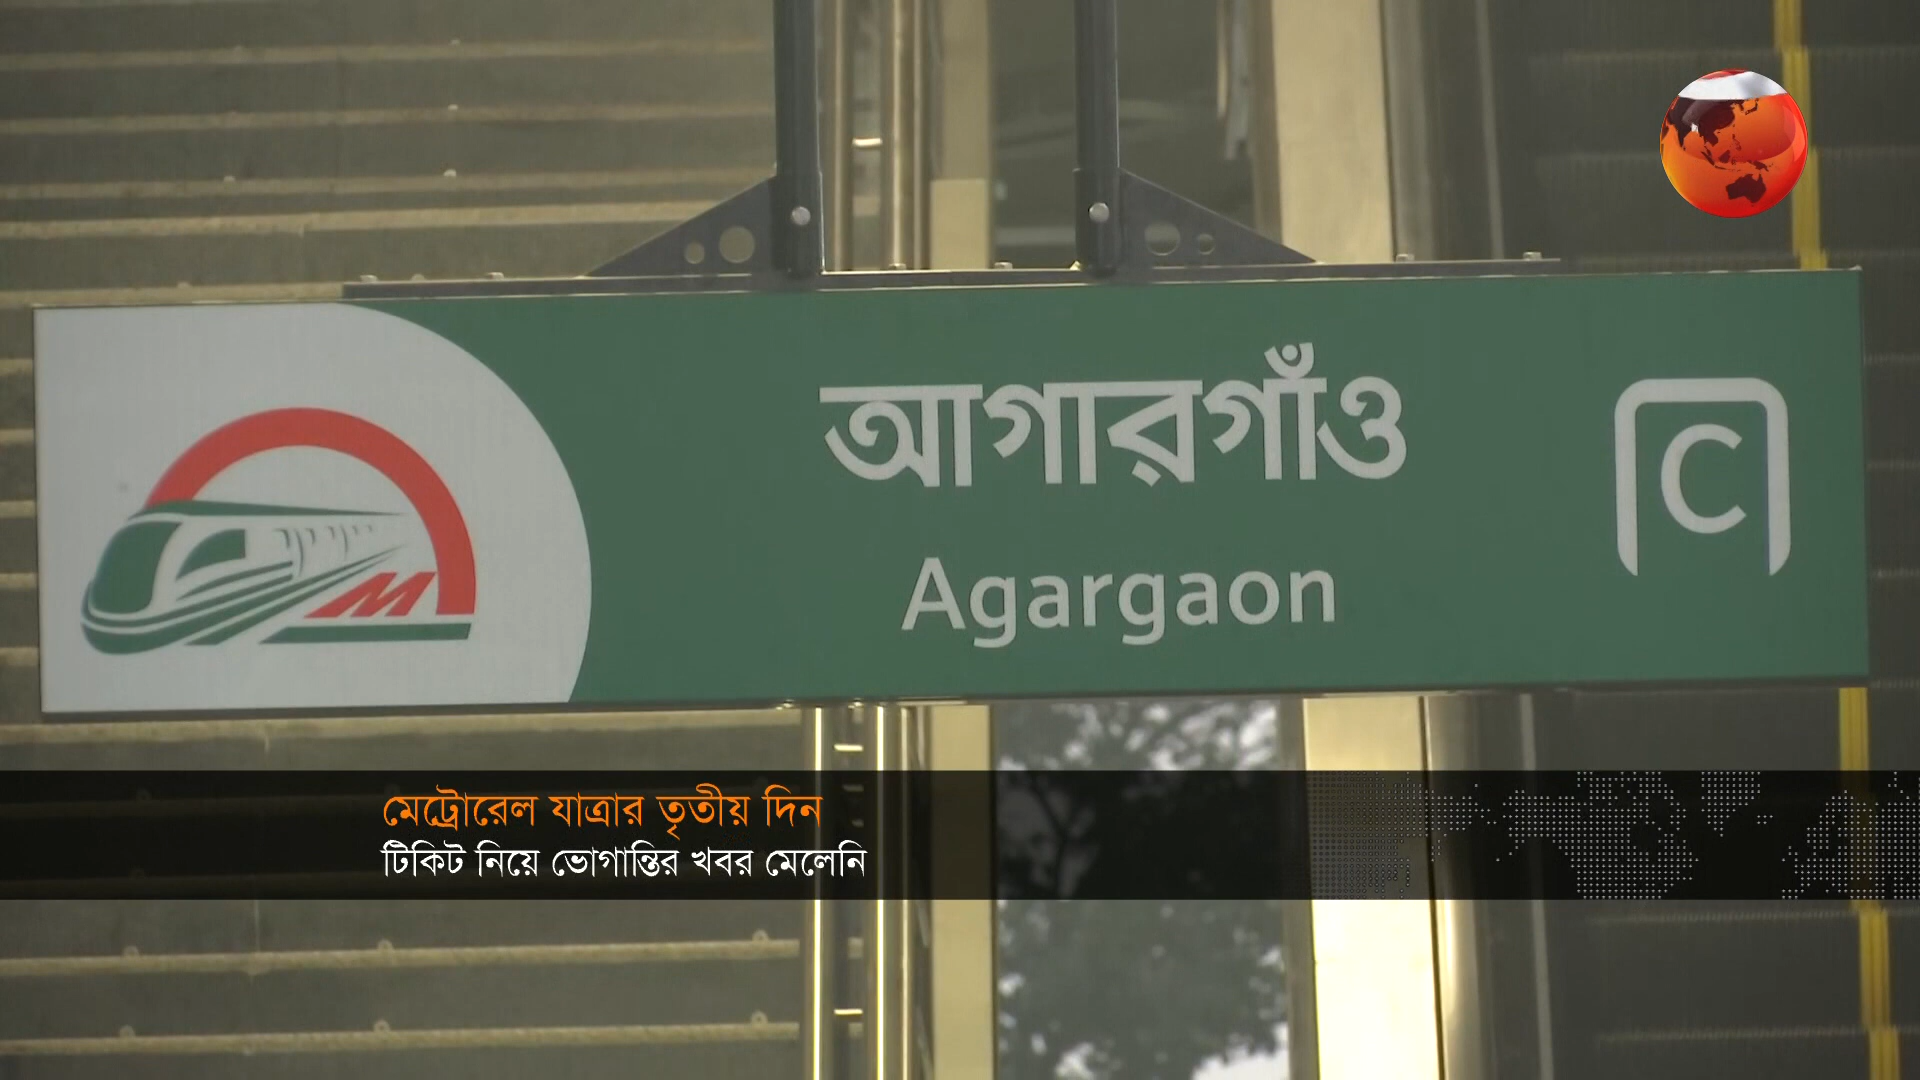 আগারগাঁও
Agargaon
C
M
মেট্রোরেল যাত্রার তৃতীয় দিন
টিকিট নিয়ে ভোগান্তির খবর মেলেনি